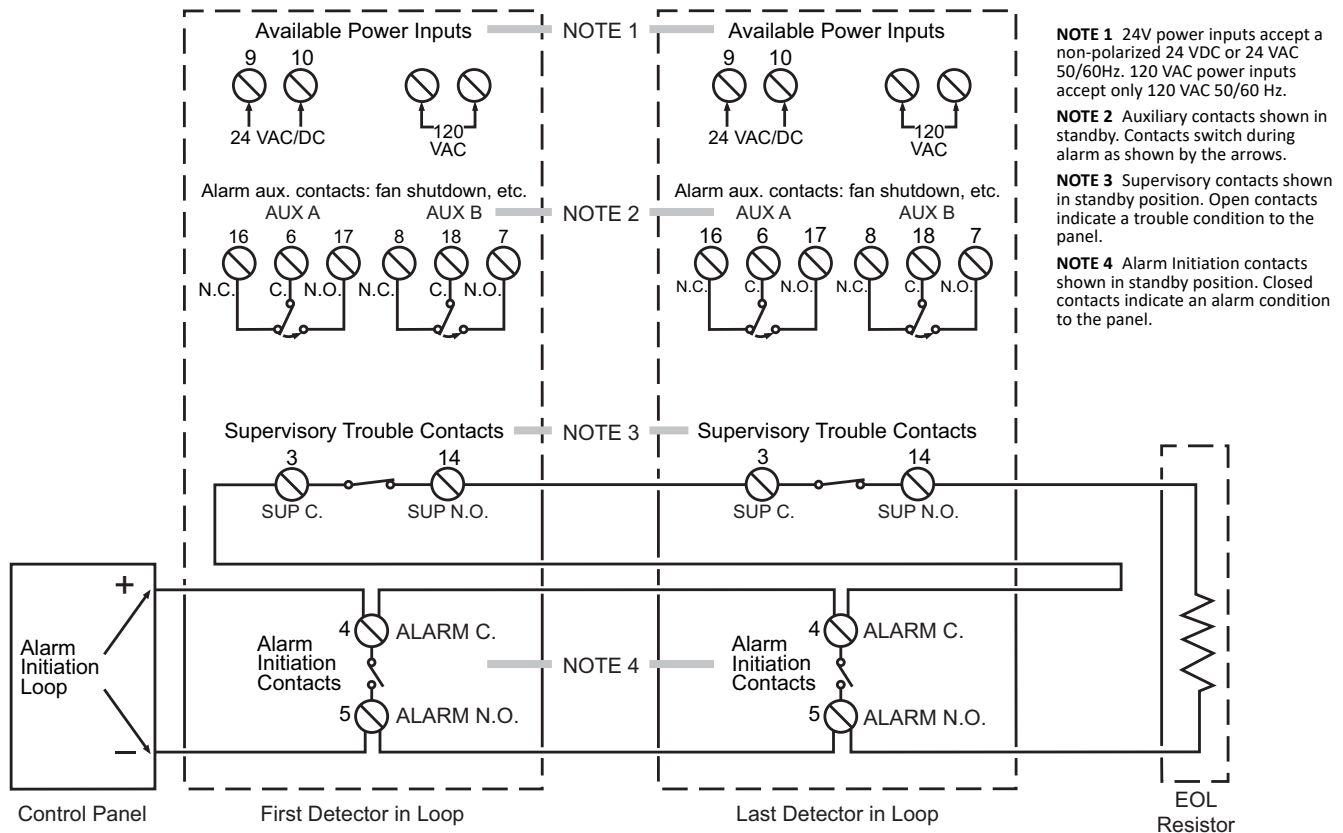 Available Power Inputs NOTE 1 Available Power Inputs
9 10 9 10
24 VAC/DC 120 VAC 24 VAC/DC 120 VAC
Alarm aux. contacts: fan shutdown, etc. Alarm aux. contacts: fan shutdown, etc.
AUX A AUX B NOTE 2 AUX A AUX B
16 6 17 8 18 7 16 6 17 8 18 7
N.C. C. N.O. N.C. C. N.O. N.C. C. N.O. N.C. C. N.O.
Supervisory Trouble Contacts NOTE 3 Supervisory Trouble Contacts
3 14 3 14
SUP C. SUP N.O. SUP C. SUP N.O.
+
Alarm
Initiation
Loop
–
4 ALARM C. 4 ALARM C.
Alarm
Initiation
Contacts
NOTE 4
Alarm
Initiation
Contacts
5 ALARM N.O. 5 ALARM N.O.
Control Panel First Detector in Loop Last Detector in Loop
EOL
Resistor
NOTE 1 24V power inputs accept a
non-polarized 24 VDC or 24 VAC
50/60Hz. 120 VAC power inputs
accept only 120 VAC 50/60 Hz.
NOTE 2 Auxiliary contacts shown in
standby. Contacts switch during
alarm as shown by the arrows.
NOTE 3 Supervisory contacts shown
in standby position. Open contacts
indicate a trouble condition to the
panel.
NOTE 4 Alarm Initiation contacts
shown in standby position. Closed
contacts indicate an alarm condition
to the panel.